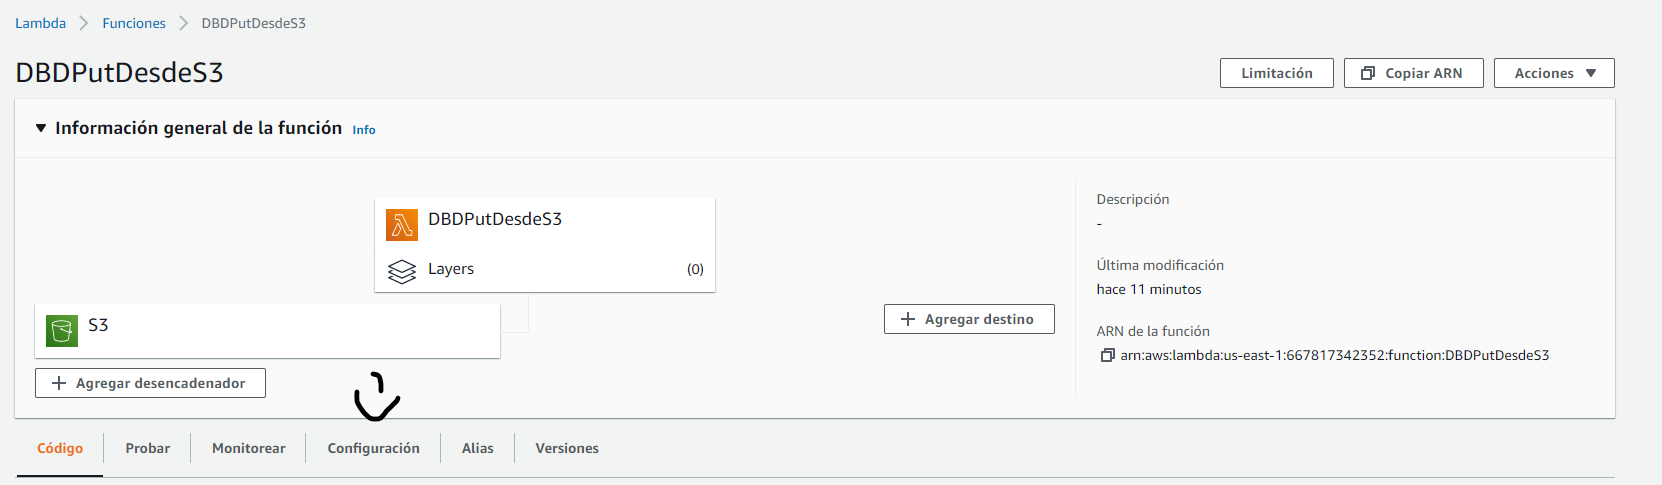 Lambda Funciones DBDPutDesdeS3
DBDPutDesdeS3
Limitación Copiar ARN Acciones
Información general de la función Info
DBDPutDesdeS3
Layers (0)
S3
Agregar desencadenador
Agregar destino
Descripción
-
Última modificación
hace 11 minutos
ARN de la función
arn:aws:lambda:us-east-1:667817342352:function:DBDPutDesdeS3
Código Probar Monitorear Configuración Alias Versiones